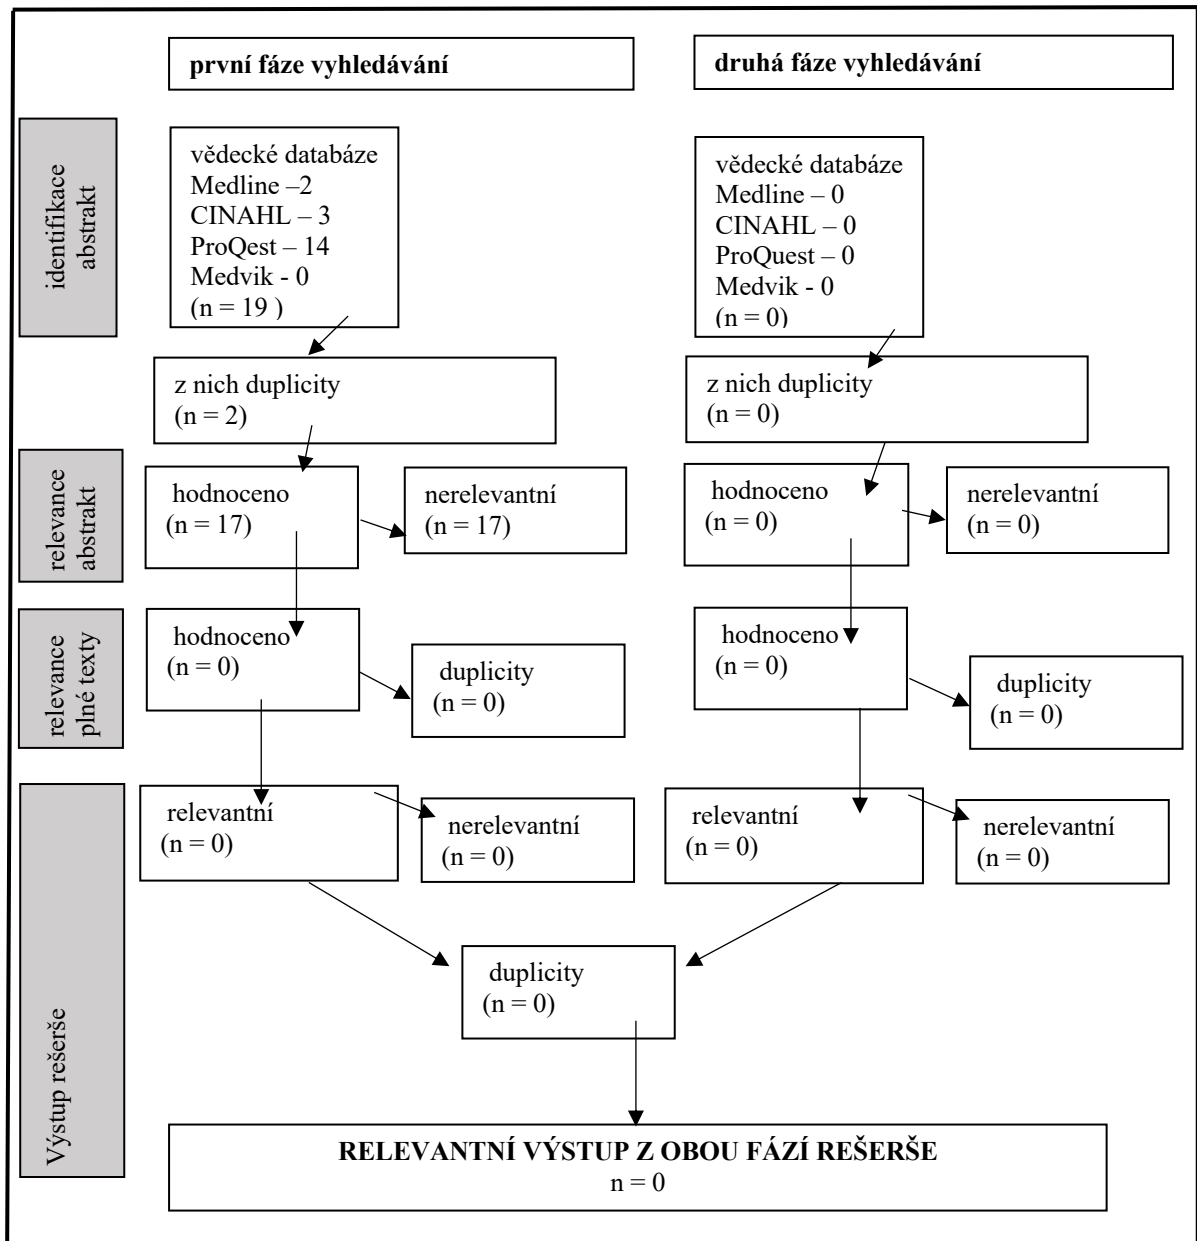 první fáze vyhledávání
druhá fáze vyhledávání
identifikace
abstrakt
vědecké databáze
Medline –2
CINAHL – 3
ProQest – 14
Medvik - 0
(n = 19 )
vědecké databáze
Medline – 0
CINAHL – 0
ProQuest – 0
Medvik - 0
(n = 0)
z nich duplicity
(n = 2)
z nich duplicity
(n = 0)
relevance
abstrakt
hodnoceno
(n = 17)
nerelevantní
(n = 17)
hodnoceno
(n = 0)
nerelevantní
(n = 0)
relevance
plné texty
hodnoceno
(n = 0)
duplicity
(n = 0)
hodnoceno
(n = 0)
duplicity
(n = 0)
Výstup rešerše
relevantní
(n = 0)
nerelevantní
(n = 0)
relevantní
(n = 0)
nerelevantní
(n = 0)
duplicity
(n = 0)
RELEVANTNÍ VÝSTUP Z OBOU FÁZÍ REŠERŠE
n = 0